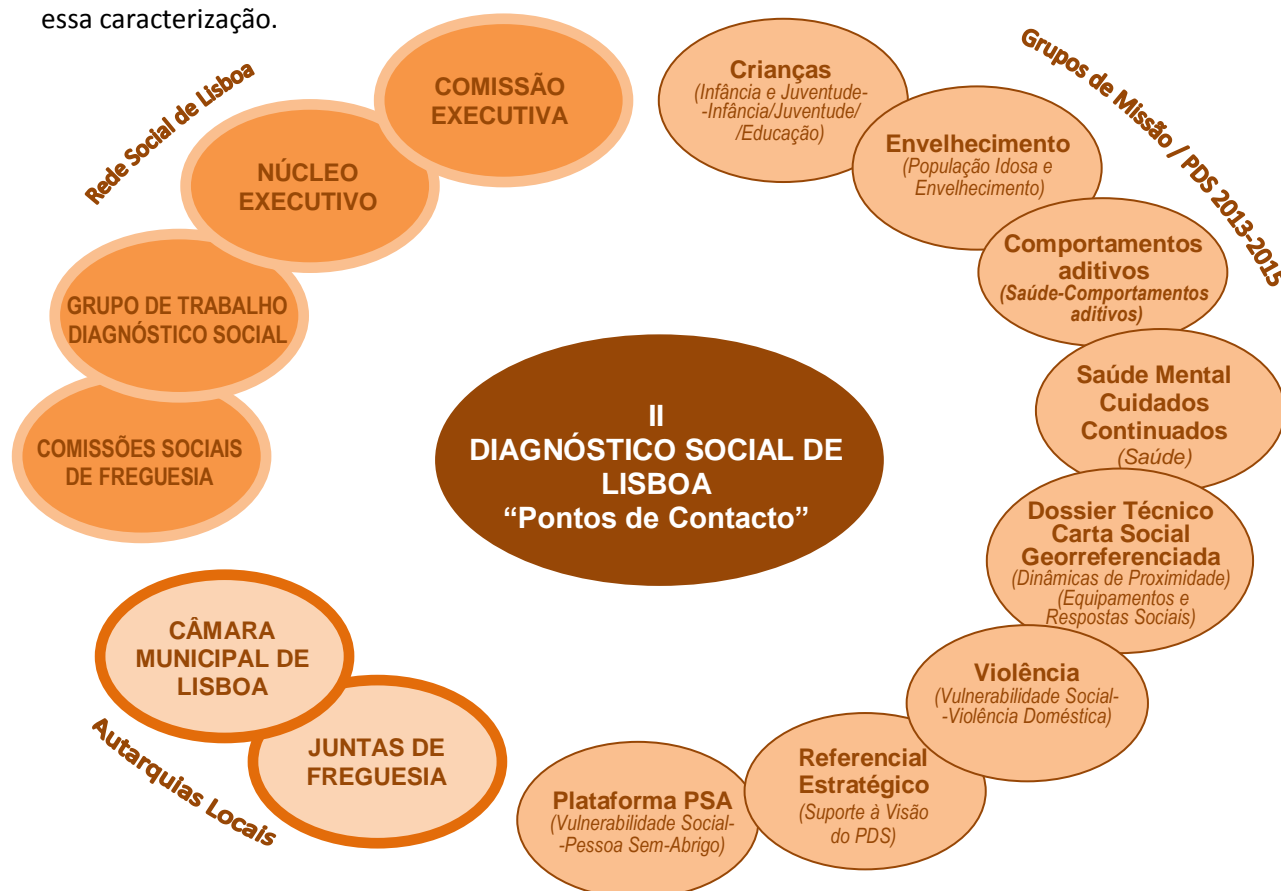 essa caracterização.
Rede Social de Lisboa
COMISSÃO
EXECUTIVA
NÚCLEO
EXECUTIVO
GRUPO DE TRABALHO
DIAGNÓSTICO SOCIAL
COMISSÕES SOCIAIS
DE FREGUESIA
Grupos de Missão / PDS 2013-2015
Crianças
(Infância e Juventude-
-Infância/Juventude/
/Educação)
Envelhecimento
(População Idosa e
Envelhecimento)
Comportamentos
aditivos
(Saúde-Comportamentos
aditivos)
Saúde Mental
Cuidados
Continuados
(Saúde)
Dossier Técnico
Carta Social
Georreferenciada
(Dinâmicas de Proximidade)
(Equipamentos e
Respostas Sociais)
Violência
(Vulnerabilidade Social-
-Violência Doméstica)
Referencial
Estratégico
(Suporte à Visão
do PDS)
Plataforma PSA
(Vulnerabilidade Social-
-Pessoa Sem-Abrigo)
II
DIAGNÓSTICO SOCIAL DE
LISBOA
“Pontos de Contacto”
CÂMARA
MUNICIPAL DE
LISBOA
JUNTAS DE
FREGUESIA
Autarquias Locais